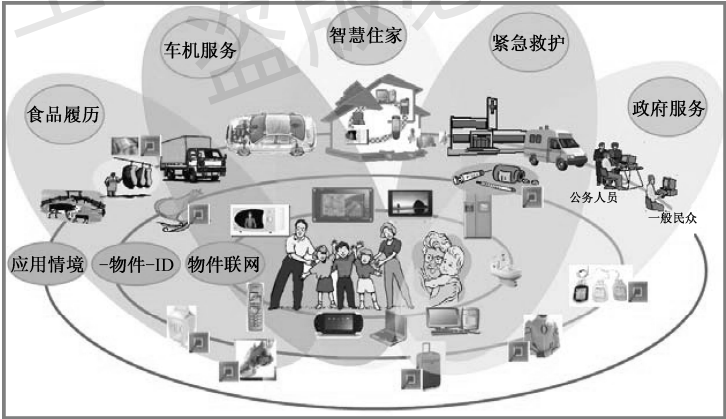 智慧住家
车机服务
紧急救护
食品履历
政府服务
公务人员
一般民众
应用情境
-物件-ID
物件联网